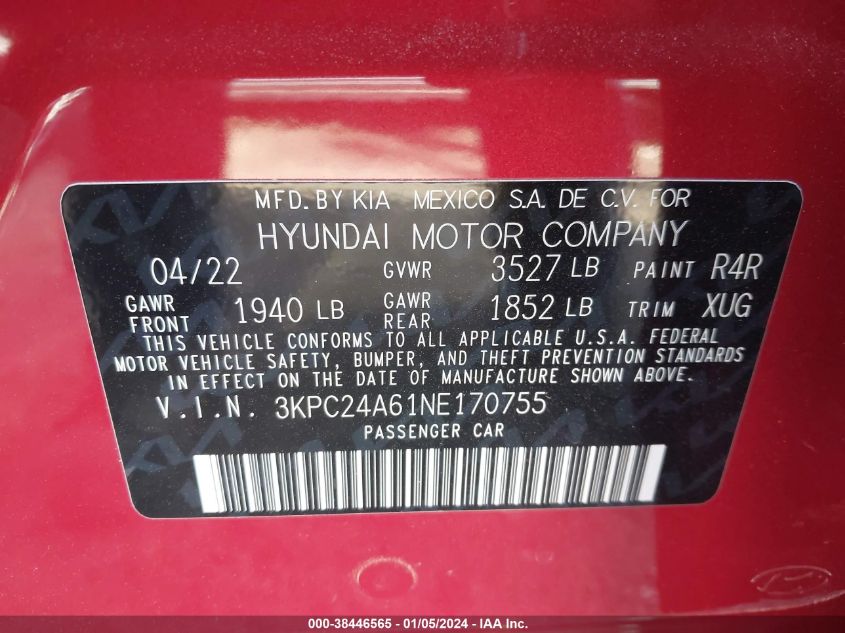 MFD. BY KIA MEXICO S.A. DE C.V. FOR
HYUNDAI MOTOR COMPANY
04/22 GVWR 3527 LB PAINT R4R
GAWR FRONT 1940 LB GAWR REAR 1852 LB TRIM XUG
THIS VEHICLE CONFORMS TO ALL APPLICABLE U.S.A. FEDERAL
MOTOR VEHICLE SAFETY, BUMPER, AND THEFT PREVENTION STANDARDS
IN EFFECT ON THE DATE OF MANUFACTURE SHOWN ABOVE.
V.I.N. 3KPC24A61NE170755
PASSENGER CAR
000-38446565 - 01/05/2024 - IAA Inc.